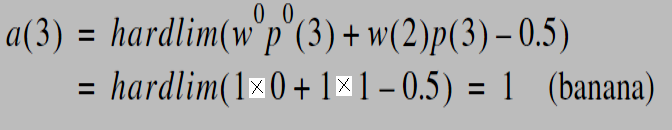 a(3) = hardlim(w⁰p⁰(3) + w(2)p(3) – 0.5)
= hardlim(1 × 0 + 1 × 1 – 0.5) = 1 (banana)